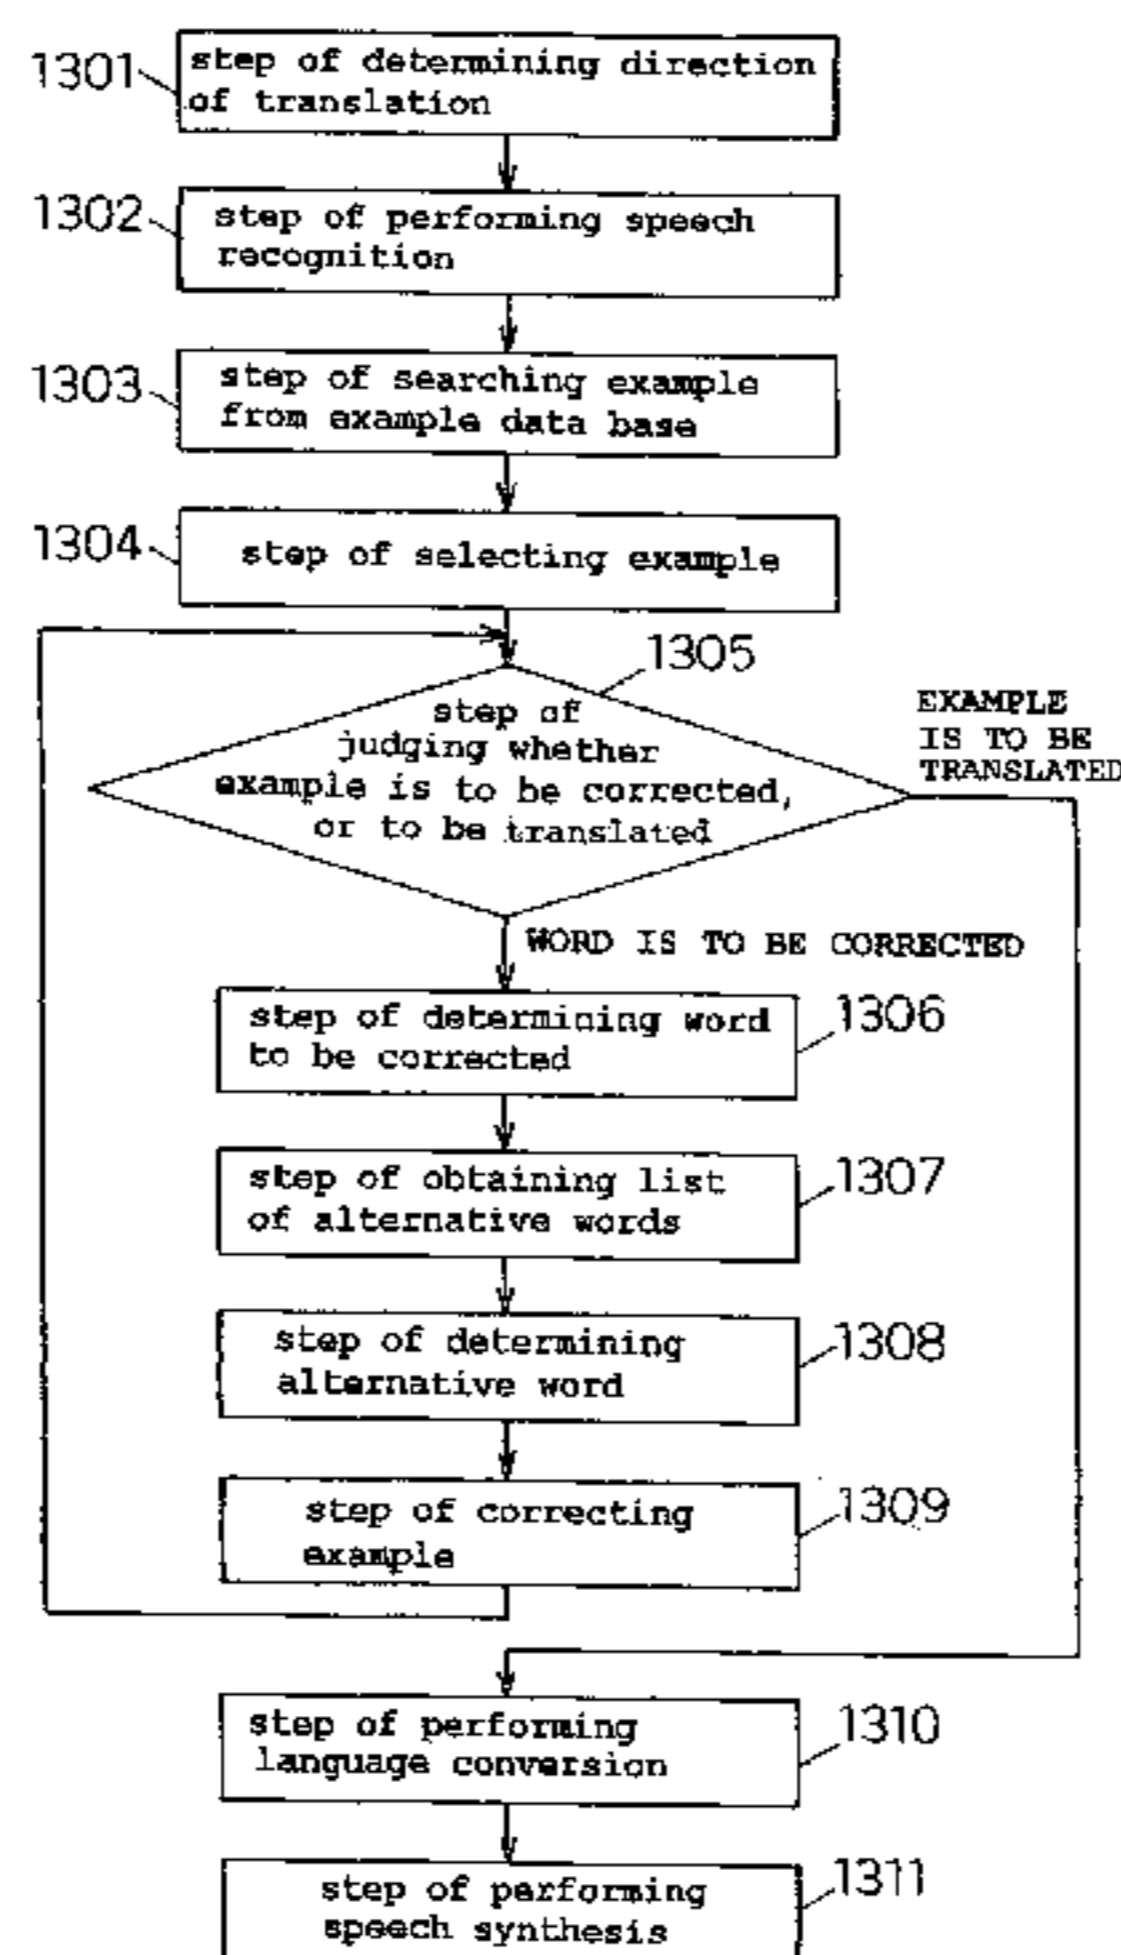 1301
step of determining direction
of translation
1302
step of performing speech
recognition
1303
step of searching example
from example data base
1304
step of selecting example
1305
step of
judging whether
example is to be corrected,
or to be translated
EXAMPLE
IS TO BE
TRANSLATED
WORD IS TO BE CORRECTED
step of determining word
to be corrected
1306
step of obtaining list
of alternative words
1307
step of determining
alternative word
1308
step of correcting
example
1309
step of performing
language conversion
1310
step of performing
speech synthesis
1311